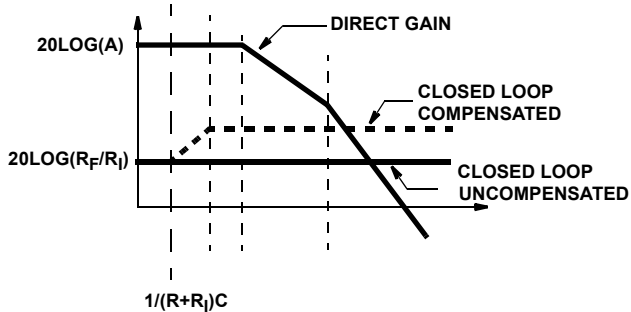 20LOG(A)
DIRECT GAIN
CLOSED LOOP
COMPENSATED
20LOG(RF/RI)
CLOSED LOOP
UNCOMPENSATED
1/(R+RI)C